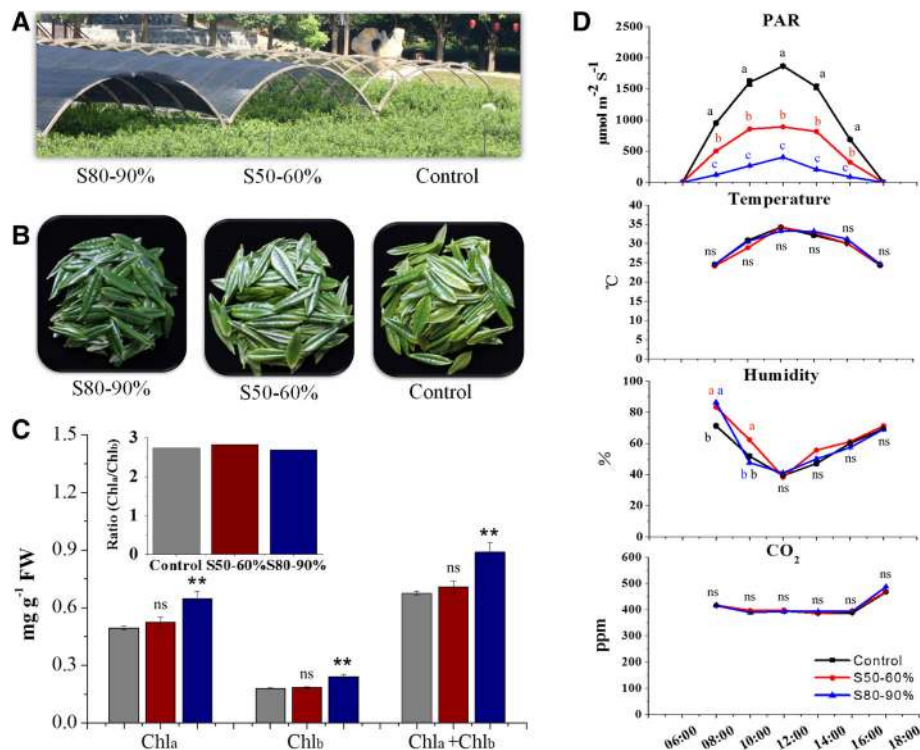 A
S80-90%
S50-60%
Control
B
S80-90%
S50-60%
Control
C
1.5
1.2
0.9
0.6
0.3
0.0
mg g⁻¹ FW
Ratio (Chla/Chlb)
3
2
1
0
Control S50-60% S80-90%
ns
**
ns
**
ns
**
Chla
Chlb
Chla +Chlb
D
PAR
μmol m⁻² s⁻¹
2500
2000
1500
1000
500
0
a
a
a
a
a
b
b
b
b
b
c
c
c
c
c
Temperature
℃
40
35
30
25
20
15
10
5
0
ns
ns
ns
ns
ns
ns
Humidity
%
100
80
60
40
20
0
a a
b
a
b b
ns
ns
ns
ns
CO₂
ppm
600
500
400
300
200
100
0
ns
ns
ns
ns
ns
ns
Control
S50-60%
S80-90%
06:00
08:00
10:00
12:00
14:00
16:00
18:00